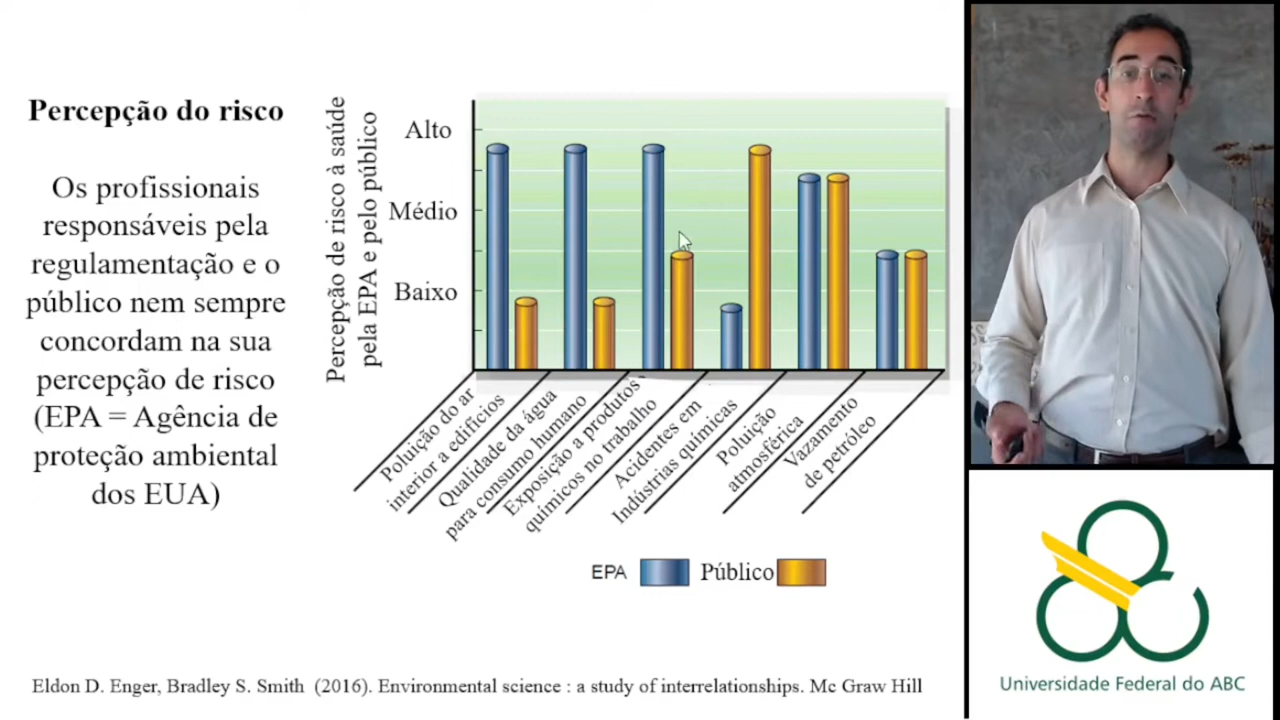 Percepção do risco
Os profissionais
responsáveis pela
regulamentação e o
público nem sempre
concordam na sua
percepção de risco
(EPA = Agência de
proteção ambiental
dos EUA)
Percepção de risco à saúde
pela EPA e pelo público
Alto
Médio
Baixo
Poluição do ar
interior a edifícios
Qualidade da água
para consumo humano
Exposição a produtos
químicos no trabalho
Acidentes em
Indústrias químicas
Poluição
atmosférica
Vazamento
de petróleo
EPA
Público
Eldon D. Enger, Bradley S. Smith (2016). Environmental science : a study of interrelationships. Mc Graw Hill
Universidade Federal do ABC